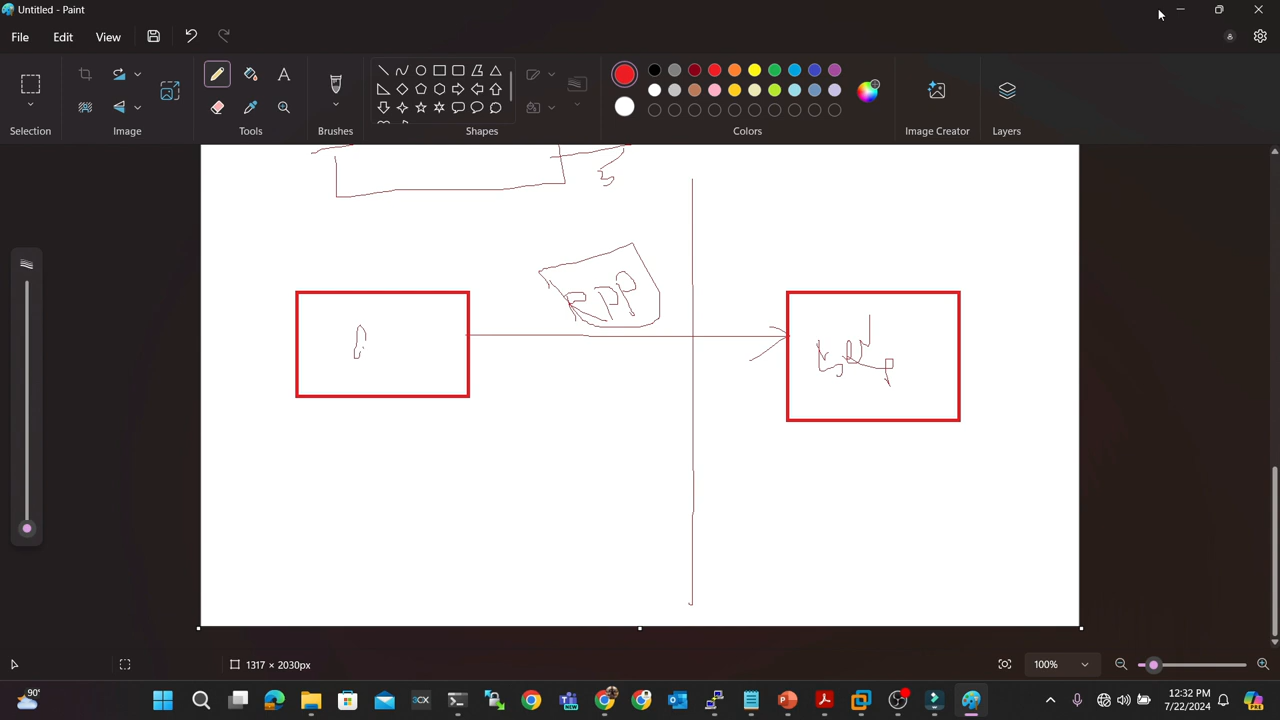 Untitled - Paint
File Edit View
Selection
Image
Tools
Brushes
Shapes
Colors
Image Creator
Layers
1317 × 2030px
100%
90°
12:32 PM
7/22/2024